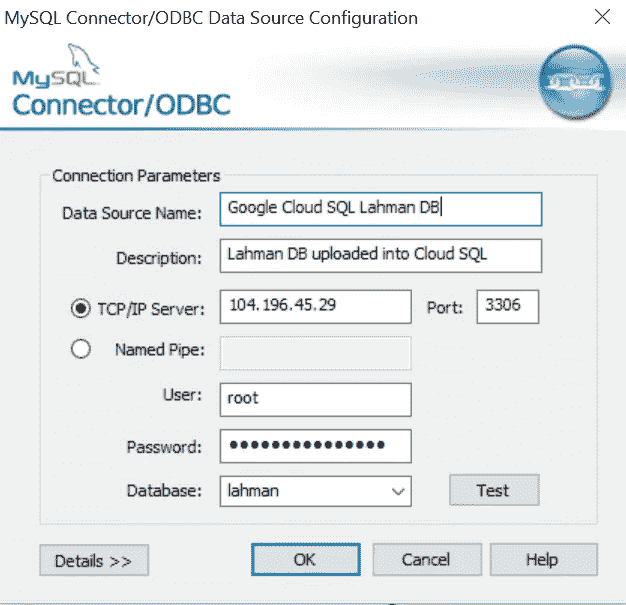 MySQL Connector/ODBC Data Source Configuration
MySQL
Connector/ODBC
Connection Parameters
Data Source Name: Google Cloud SQL Lahman DB
Description: Lahman DB uploaded into Cloud SQL
TCP/IP Server: 104.196.45.29 Port: 3306
Named Pipe:
User: root
Password: ●●●●●●●●●●●●●●●
Database: lahman Test
Details >> OK Cancel Help